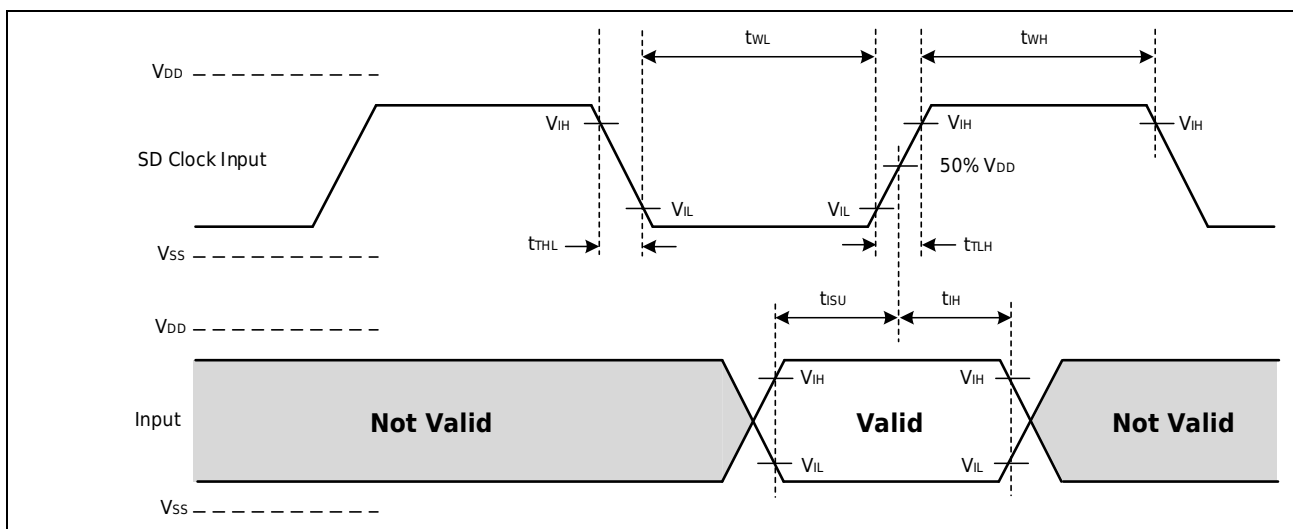 tWL
tWH
VDD
VIH
VIH
VIH
SD Clock Input
50% VDD
VIL
VIL
tTHL
tTLH
VSS
tISU
tIH
VDD
VIH
VIH
Input
Not Valid
Valid
Not Valid
VIL
VIL
VSS